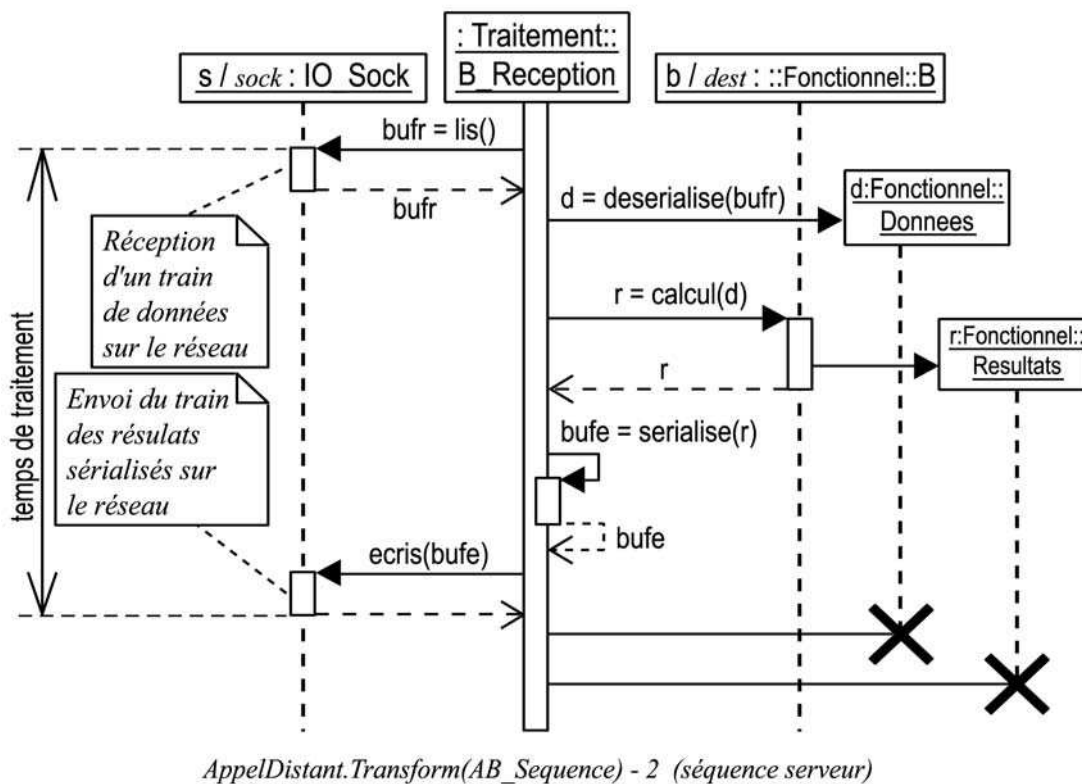 : Traitement::
B_Reception
s / sock : IO_Sock
b / dest : ::Fonctionnel::B
bufr = lis()
bufr
d = deserialise(bufr)
d:Fonctionnel::
Donnees
Réception
d'un train
de données
sur le réseau
r = calcul(d)
r:Fonctionnel::
Resultats
r
temps de traitement
Envoi du train
des résulats
sérialisés sur
le réseau
bufe = serialise(r)
bufe
ecris(bufe)
AppelDistant.Transform(AB_Sequence) - 2 (séquence serveur)